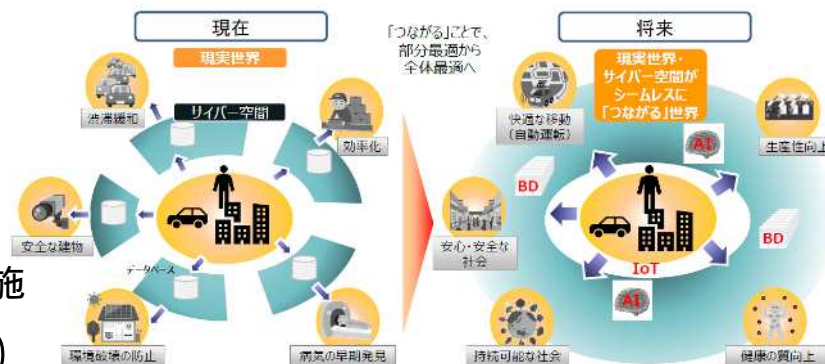 現在
現実世界
サイバー空間
渋滞緩和
効率化
安全な建物
データベース
環境破壊の防止
病気の早期発見
「つながる」ことで、
部分最適から
全体最適へ
将来
現実世界・
サイバー空間が
シームレスに
「つながる」世界
快適な移動
(自動運転)
AI
生産性向上
BD
BD
安心・安全な
社会
IoT
AI
持続可能な社会
健康の質向上
施
)